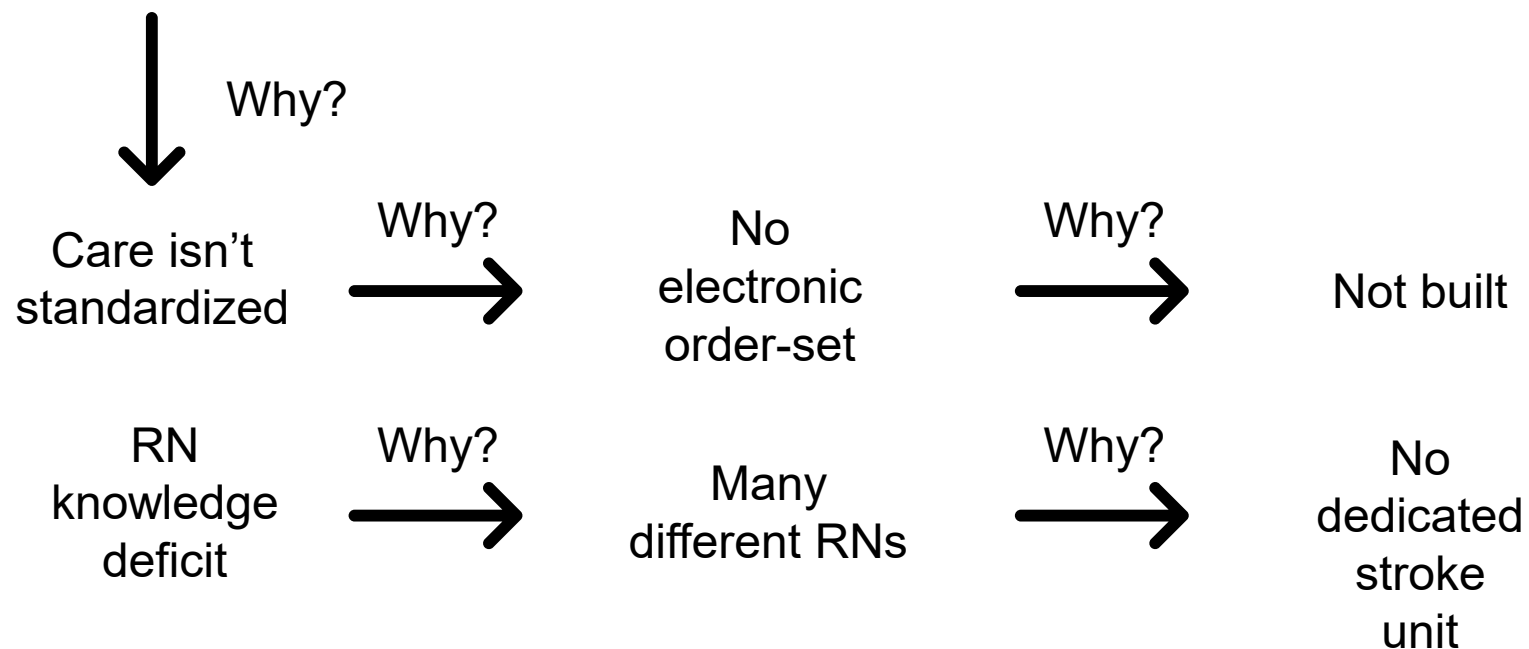 Why?
Care isn’t
standardized
Why?
No
electronic
order-set
Why?
Not built
RN
knowledge
deficit
Why?
Many
different RNs
Why?
No
dedicated
stroke
unit